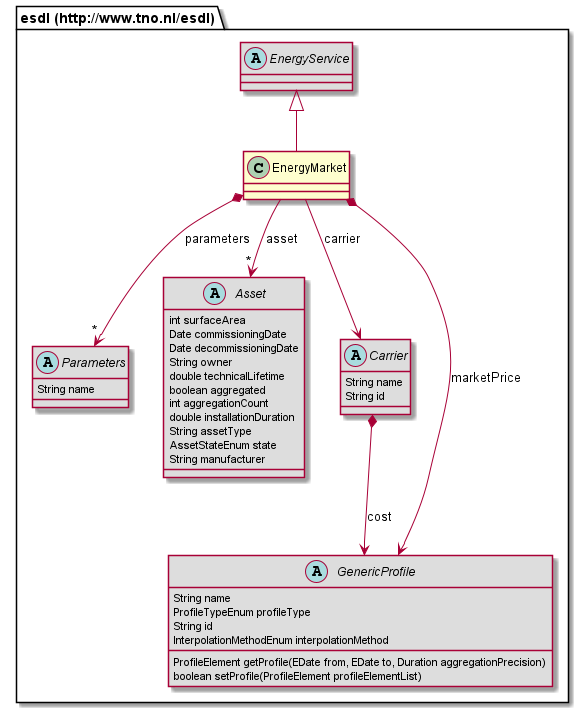 esdl (http://www.tno.nl/esdl)
A EnergyService
C EnergyMarket
parameters
asset
carrier
*
*
marketPrice
A Parameters
String name
A Asset
int surfaceArea
Date commissioningDate
Date decommissioningDate
String owner
double technicalLifetime
boolean aggregated
int aggregationCount
double installationDuration
String assetType
AssetStateEnum state
String manufacturer
A Carrier
String name
String id
cost
A GenericProfile
String name
ProfileTypeEnum profileType
String id
InterpolationMethodEnum interpolationMethod
ProfileElement getProfile(EDate from, EDate to, Duration aggregationPrecision)
boolean setProfile(ProfileElement profileElementList)